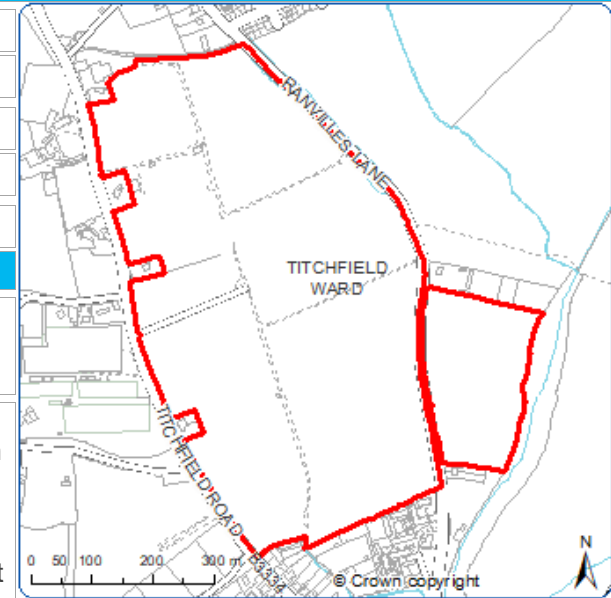 RANVILLES LANE
TITCHFIELD
WARD
TITCHFIELD ROAD B3334
N
0 50 100 200 300 m
© Crown copyright
t